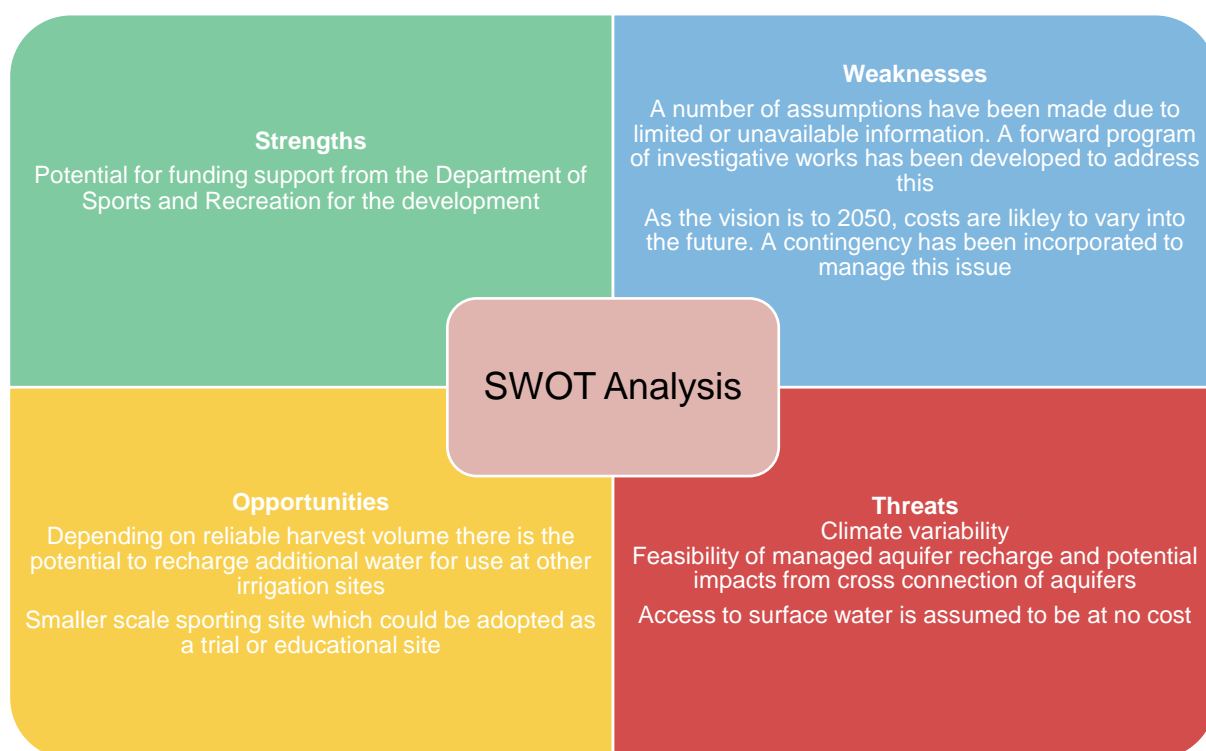 Strengths
Potential for funding support from the Department of
Sports and Recreation for the development
Weaknesses
A number of assumptions have been made due to
limited or unavailable information. A forward program
of investigative works has been developed to address
this
As the vision is to 2050, costs are likley to vary into
the future. A contingency has been incorporated to
manage this issue
SWOT Analysis
Opportunities
Depending on reliable harvest volume there is the
potential to recharge additional water for use at other
irrigation sites
Smaller scale sporting site which could be adopted as
a trial or educational site
Threats
Climate variability
Feasibility of managed aquifer recharge and potential
impacts from cross connection of aquifers
Access to surface water is assumed to be at no cost